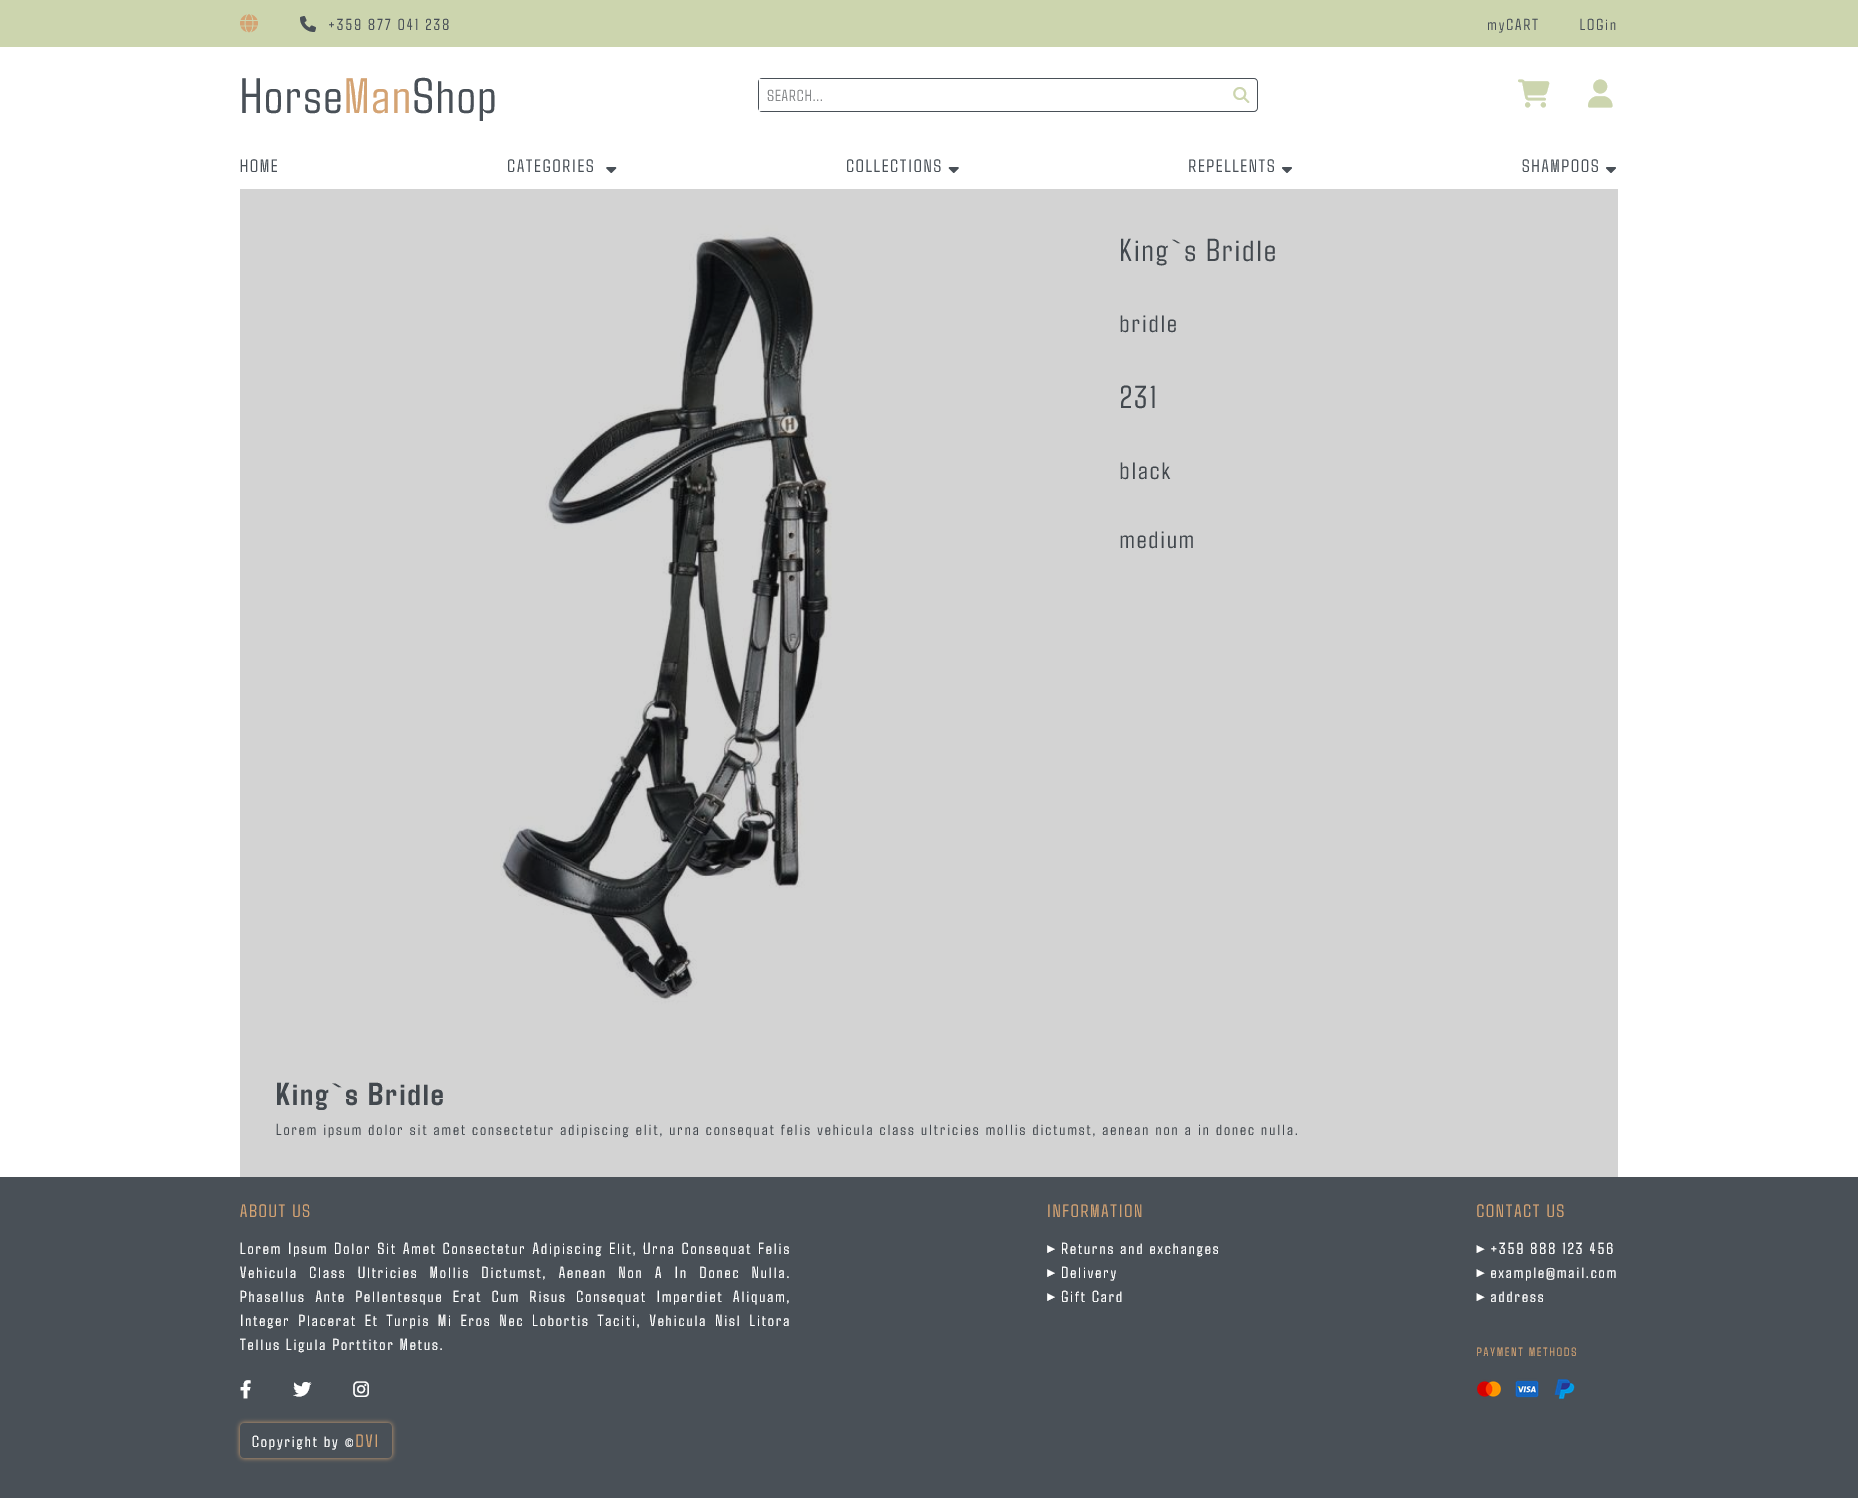 +359 877 041 238
myCART
LOGin
HorseManShop
SEARCH...
HOME
CATEGORIES
COLLECTIONS
REPELLENTS
SHAMPOOS
King`s Bridle
bridle
231
black
medium
H
King`s Bridle
Lorem ipsum dolor sit amet consectetur adipiscing elit, urna consequat felis vehicula class ultricies mollis dictumst, aenean non a in donec nulla.
ABOUT US
Lorem Ipsum Dolor Sit Amet Consectetur Adipiscing Elit, Urna Consequat Felis
Vehicula Class Ultricies Mollis Dictumst, Aenean Non A In Donec Nulla.
Phasellus Ante Pellentesque Erat Cum Risus Consequat Imperdiet Aliquam,
Integer Placerat Et Turpis Mi Eros Nec Lobortis Taciti, Vehicula Nisl Litora
Tellus Ligula Porttitor Metus.
Copyright by ©DVI
INFORMATION
▸ Returns and exchanges
▸ Delivery
▸ Gift Card
CONTACT US
▸ +359 888 123 456
▸ example@mail.com
▸ address
PAYMENT METHODS
VISA